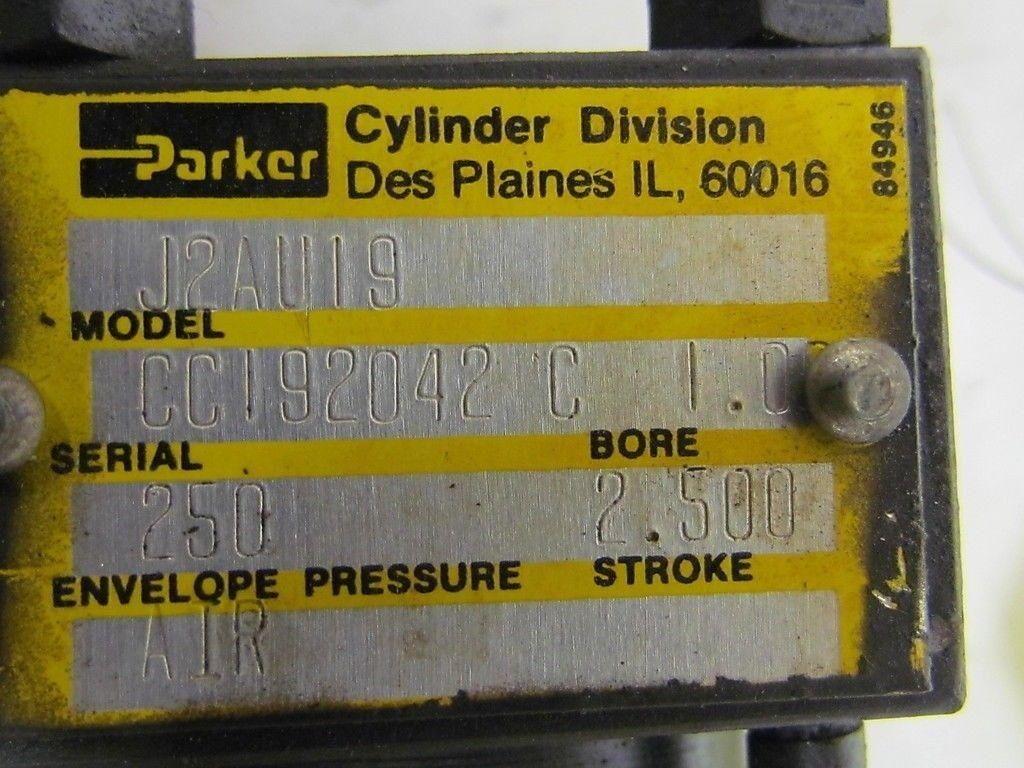 Parker Cylinder Division
Des Plaines IL, 60016
84946
J2AU19
MODEL
CC192042 C 1.0
SERIAL BORE
250 2.500
ENVELOPE PRESSURE STROKE
AIR